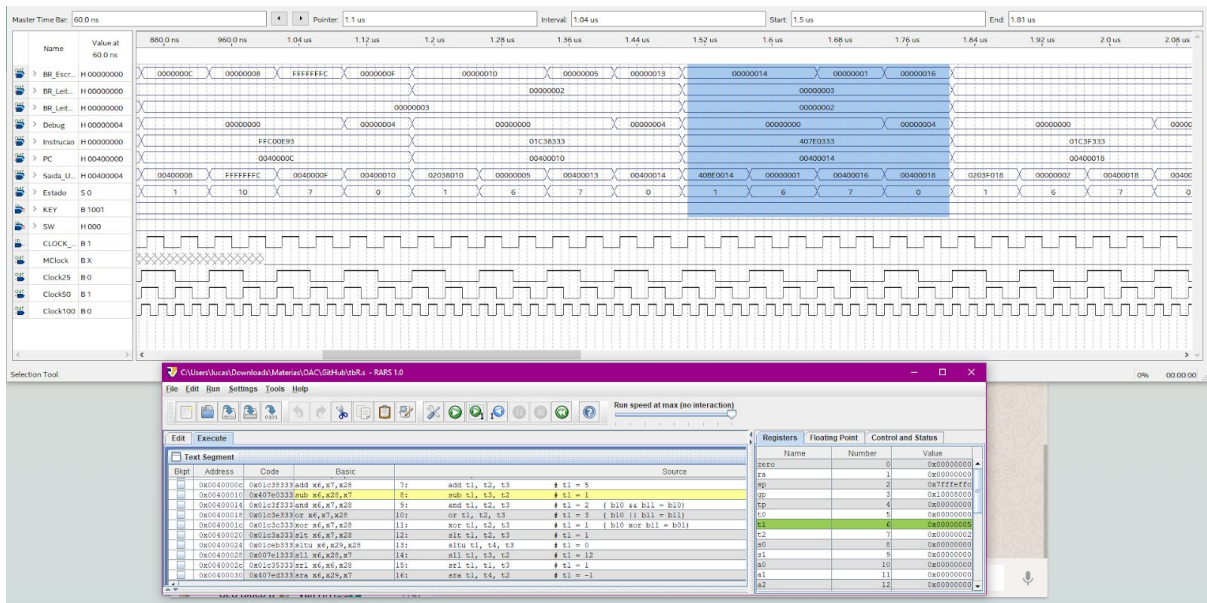 Master Time Bar: 60.0 ns Pointer: 1.1 us Interval: 1.04 us Start: 1.5 us End: 1.81 us
Name Value at 60.0 ns 880.0 ns 960.0 ns 1.04 us 1.12 us 1.2 us 1.28 us 1.36 us 1.44 us 1.52 us 1.6 us 1.68 us 1.76 us 1.84 us 1.92 us 2.0 us 2.08 us
BR_Escr... H 00000000 0000000C 00000008 FFFFFFFC 0000000F 00000010 00000005 00000013 00000014 00000001 00000016
BR_Leit... H 00000000 00000002 00000003
BR_Leit... H 00000000 00000003 00000002
Debug H 00000004 00000000 00000004 00000000 00000004 00000000 00000004 00000000 0000
Instrucao H 00000000 FFC00E93 01C38333 407E0333 01C3F333
PC H 00400000 0040000C 00400010 00400014 00400018
Saida_U... H 00400004 00400008 FFFFFFFC 0040000F 00400010 02038010 00000005 00400013 00400014 40BE0014 00000001 00400016 00400018 0203F018 00000002 00400018 00400
Estado S 0 1 10 7 0 1 6 7 0 1 6 7 0 1 6 7 0
KEY B 1001
SW H 000
CLOCK_... B 1
MClock B X
Clock25 B 0
Clock50 B 1
Clock100 B 0
Selection Tool 0% 00:00:00
C:\Users\lucas\Downloads\Materias\OAC\GitHub\tbR.s - RARS 1.0
File Edit Run Settings Tools Help
Run speed at max (no interaction)
Edit Execute
Registers Floating Point Control and Status
Text Segment
Name Number Value
Bkpt Address Code Basic Source
0x0040000c 0x01c38333 add x6,x7,x28 7: add t1, t2, t3 # t1 = 5
0x00400010 0x407e0333 sub x6,x28,x7 8: sub t1, t3, t2 # t1 = 1
0x00400014 0x01c3f333 and x6,x7,x28 9: and t1, t2, t3 # t1 = 2 ( b10 && b11 = b10)
0x00400018 0x01c3e333 or x6,x7,x28 10: or t1, t2, t3 # t1 = 3 ( b10 || b11 = b11)
0x0040001c 0x01c3c333 xor x6,x7,x28 11: xor t1, t2, t3 # t1 = 1 ( b10 xor b11 = b01)
0x00400020 0x01c3a333 slt x6,x7,x28 12: slt t1, t2, t3 # t1 = 1
0x00400024 0x01ceb333 sltu x6,x29,x28 13: sltu t1, t4, t3 # t1 = 0
0x00400028 0x007e1333 sll x6,x28,x7 14: sll t1, t3, t2 # t1 = 12
0x0040002c 0x01c35333 srl x6,x6,x28 15: srl t1, t1, t3 # t1 = 1
0x00400030 0x407ed333 sra x6,x29,x7 16: sra t1, t4, t2 # t1 = -1
zero 0 0x00000000
ra 1 0x00000000
sp 2 0x7fffeffc
gp 3 0x10008000
tp 4 0x00000000
t0 5 0x00000000
t1 6 0x00000005
t2 7 0x00000002
s0 8 0x00000000
s1 9 0x00000000
a0 10 0x00000000
a1 11 0x00000000
a2 12 0x00000000